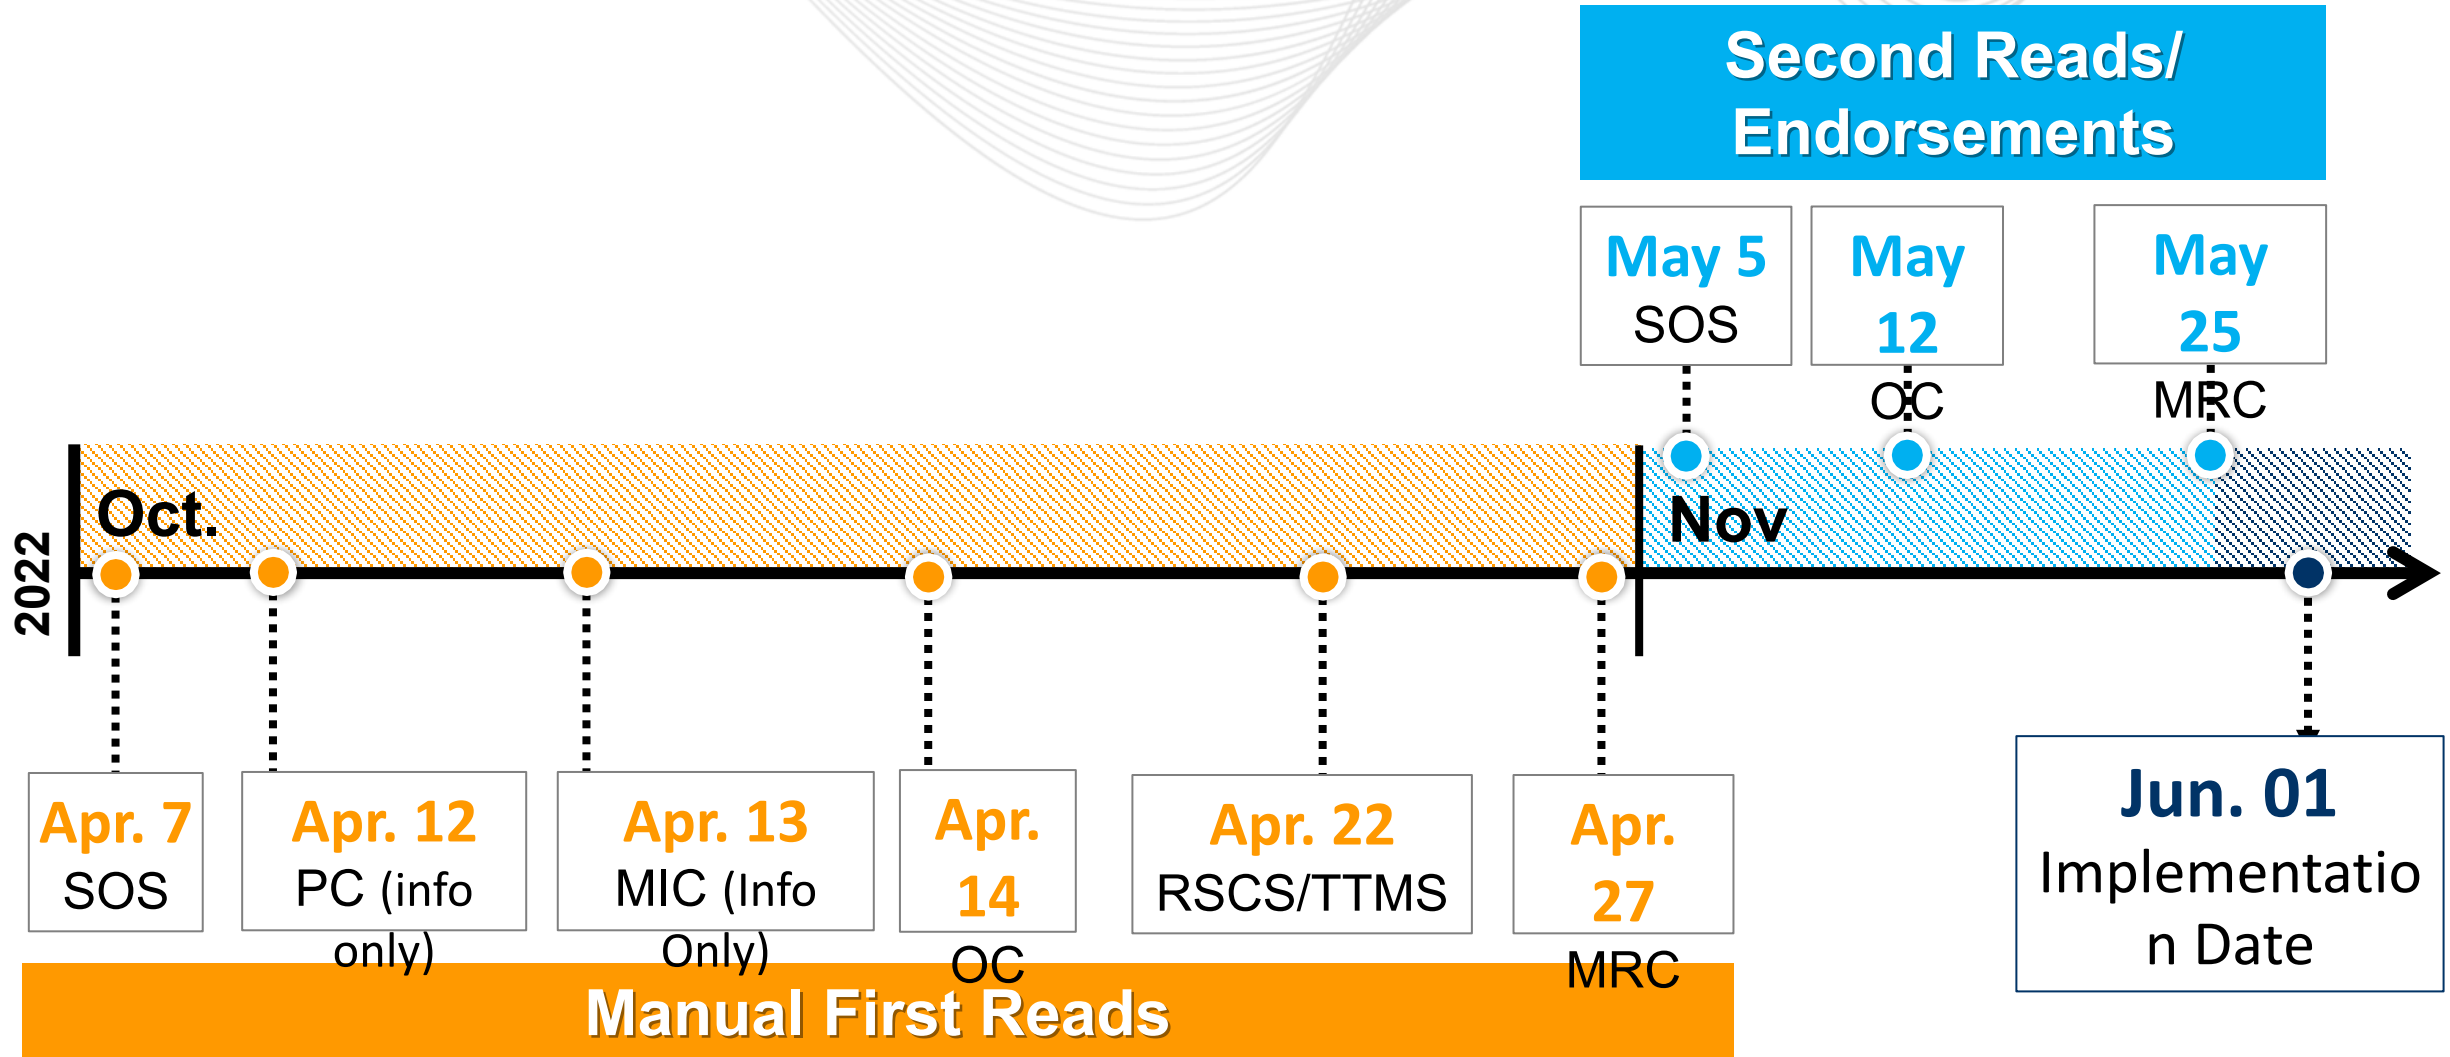 Second Reads/
Endorsements
May 5
SOS
May
12
OC
May
25
MRC
Oct.
Nov
2022
Apr. 7
SOS
Apr. 12
PC (info
only)
Apr. 13
MIC (Info
Only)
Apr.
14
OC
Apr. 22
RSCS/TTMS
Apr.
27
MRC
Jun. 01
Implementatio
n Date
Manual First Reads